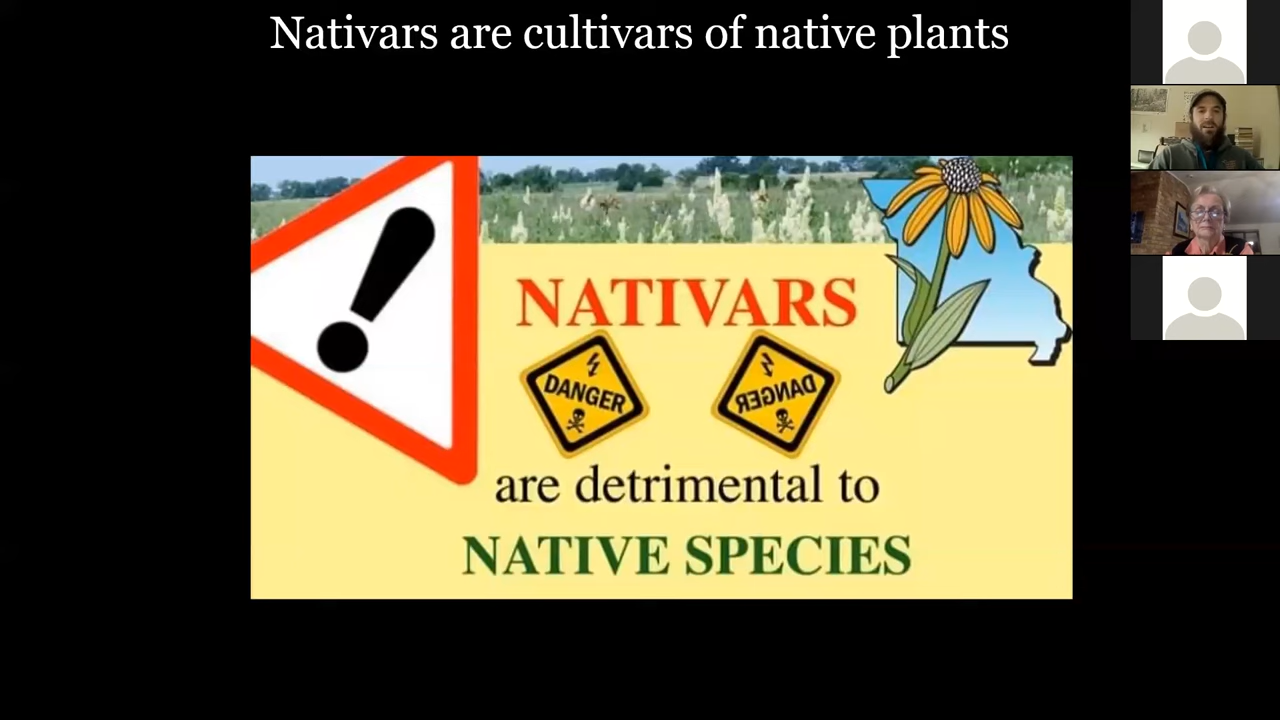 Nativars are cultivars of native plants
NATIVARS
DANGER
DANGER
are detrimental to
NATIVE SPECIES